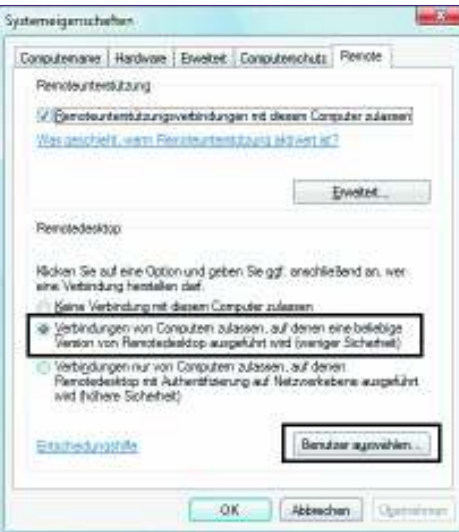 Systemeigenschaften
Computername Hardware Erweitert Computerschutz Remote
Remoteunterstützung
Remoteunterstützungsverbindungen mit diesem Computer zulassen
Was geschieht, wenn Remoteunterstützung aktiviert ist?
Erweitert...
Remotedesktop
Klicken Sie auf eine Option und geben Sie ggf. anschließend an, wer
eine Verbindung herstellen darf.
Keine Verbindung mit diesem Computer zulassen
Verbindungen von Computern zulassen, auf denen eine beliebige
Version von Remotedesktop ausgeführt wird (weniger Sicherheit)
Verbindungen nur von Computern zulassen, auf denen
Remotedesktop mit Authentifizierung auf Netzwerkebene ausgeführt
wird (höhere Sicherheit)
Entscheidungshilfe
Benutzer auswählen...
OK Abbrechen Übernehmen